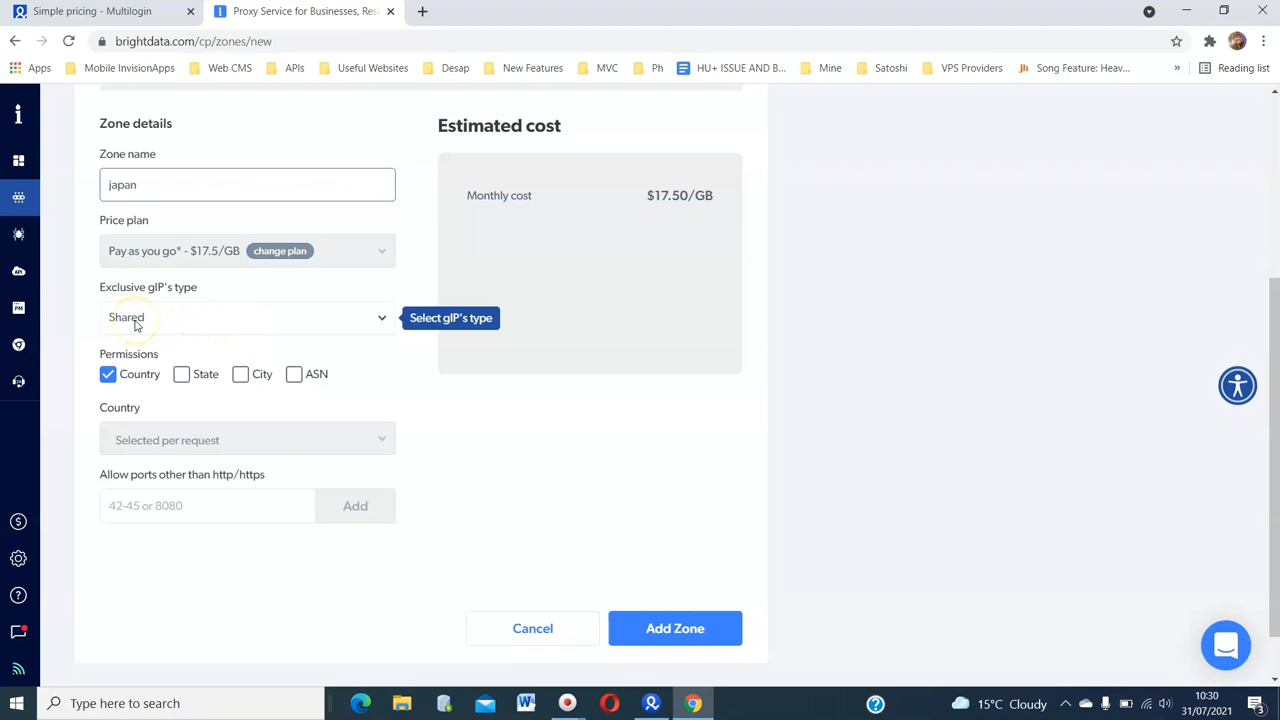 Simple pricing - Multilogin
Proxy Service for Businesses, Res
brightdata.com/cp/zones/new
Apps
Mobile InvisionApps
Web CMS
APIs
Useful Websites
Desap
New Features
MVC
Ph
HU+ ISSUE AND B...
Mine
Satoshi
VPS Providers
jh
Song Feature: Heav...
»
Reading list
Zone details
Estimated cost
Zone name
japan
Monthly cost
$17.50/GB
Price plan
Pay as you go* - $17.5/GB
change plan
Exclusive gIP's type
Shared
Select gIP's type
Permissions
Country
State
City
ASN
Country
Selected per request
Allow ports other than http/https
42-45 or 8080
Add
Cancel
Add Zone
API
PM
Type here to search
15°C Cloudy
10:30
31/07/2021
3